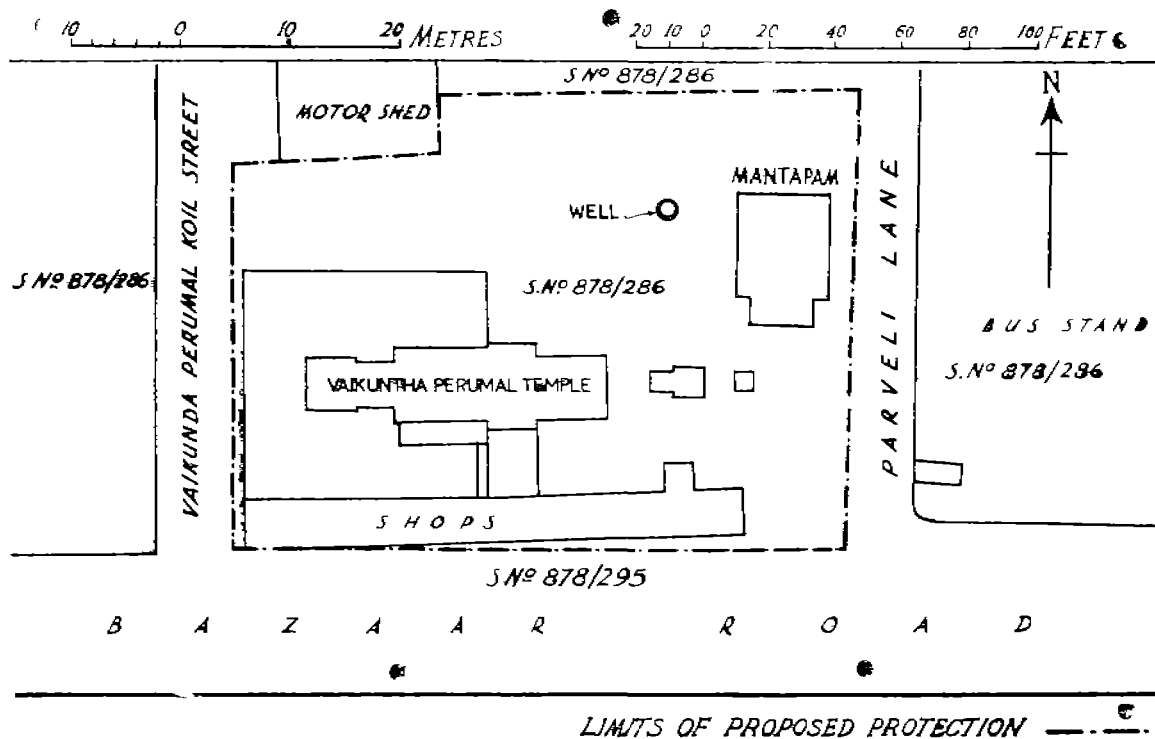 10 0 10 20 METRES
20 10 0 20 40 60 80 100 FEET
S Nº 878/286
MOTOR SHED
N
VAIKUNDA PERUMAL KOIL STREET
MANTAPAM
WELL
PARVELI LANE
S Nº 878/286
S.Nº 878/286
BUS STAND
S.Nº 878/286
VAIKUNTHA PERUMAL TEMPLE
SHOPS
S Nº 878/295
BAZAAR ROAD
LIMITS OF PROPOSED PROTECTION